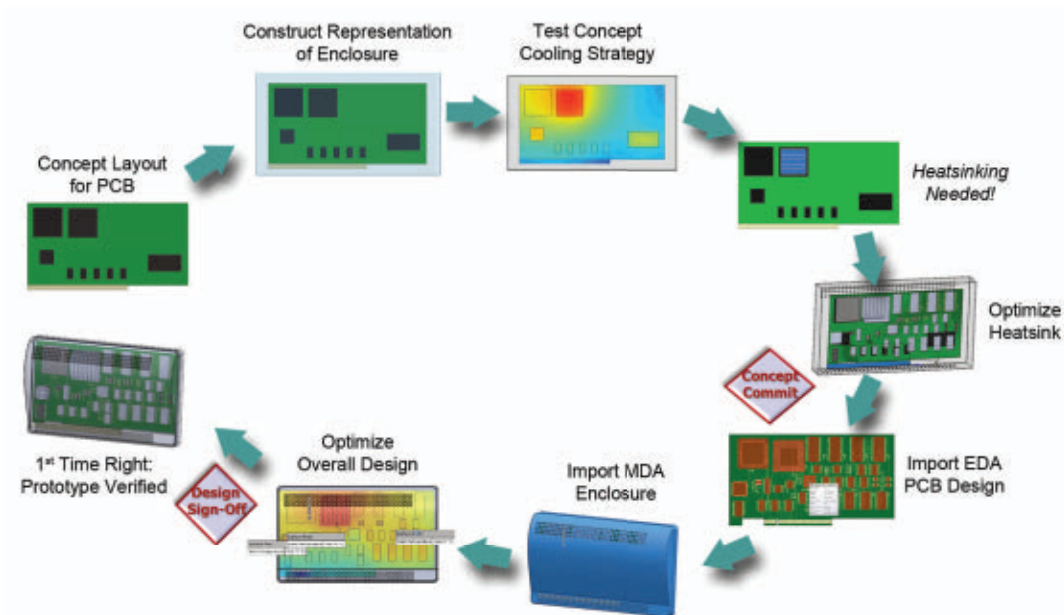 Concept Layout
for PCB
Construct Representation
of Enclosure
Test Concept
Cooling Strategy
Heatsinking
Needed!
Optimize
Heatsink
Concept
Commit
Import EDA
PCB Design
Import MDA
Enclosure
Optimize
Overall Design
Design
Sign-Off
1st Time Right:
Prototype Verified